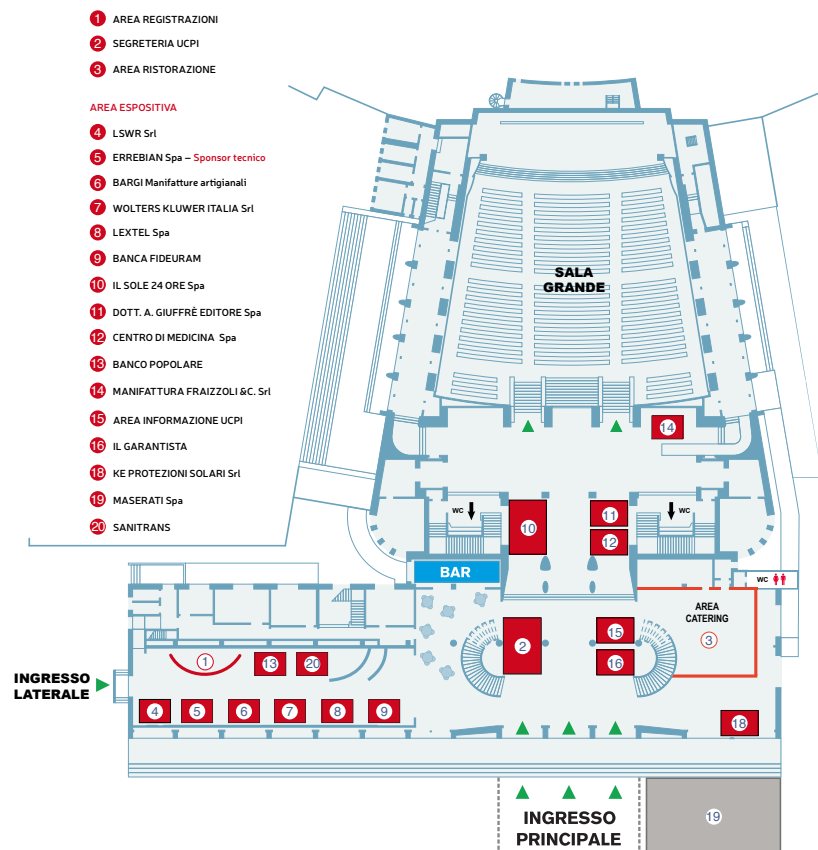 1 AREA REGISTRAZIONI
2 SEGRETERIA UCPI
3 AREA RISTORAZIONE
AREA ESPOSITIVA
4 LSWR Srl
5 ERREBIAN Spa – Sponsor tecnico
6 BARGI Manifatture artigianali
7 WOLTERS KLUWER ITALIA Srl
8 LEXTEL Spa
9 BANCA FIDEURAM
10 IL SOLE 24 ORE Spa
11 DOTT. A. GIUFFRÈ EDITORE Spa
12 CENTRO DI MEDICINA Spa
13 BANCO POPOLARE
14 MANIFATTURA FRAIZZOLI &C. Srl
15 AREA INFORMAZIONE UCPI
16 IL GARANTISTA
18 KE PROTEZIONI SOLARI Srl
19 MASERATI Spa
20 SANITRANS
SALA
GRANDE
14
WC
10
11
12
WC
BAR
WC
AREA
CATERING
3
1
13
20
2
15
16
INGRESSO
LATERALE
4
5
6
7
8
9
18
INGRESSO
PRINCIPALE
19